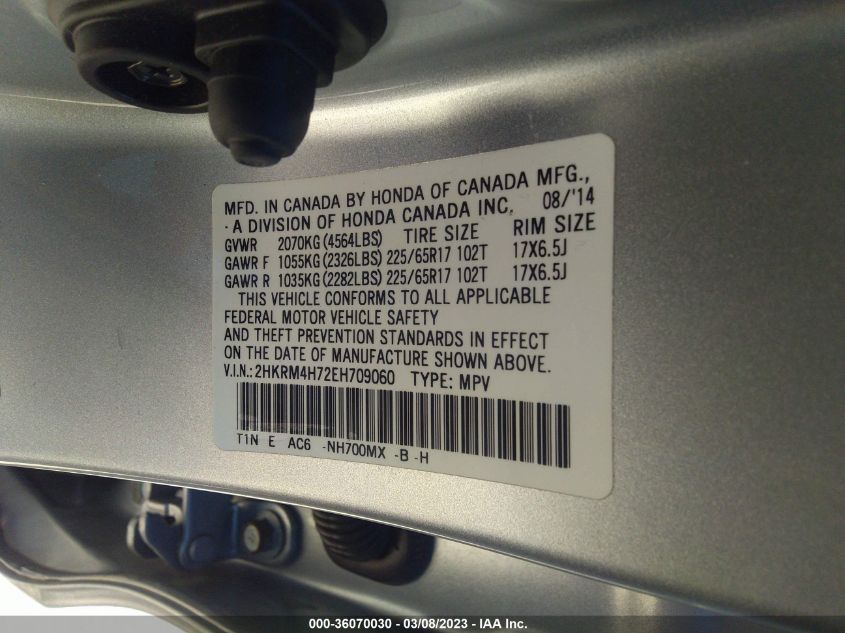 MFD. IN CANADA BY HONDA OF CANADA MFG.,
-A DIVISION OF HONDA CANADA INC, 08/'14
GVWR 2070KG(4564LBS) TIRE SIZE RIM SIZE
GAWR F 1055KG(2326LBS) 225/65R17 102T 17X6.5J
GAWR R 1035KG(2282LBS) 225/65R17 102T 17X6.5J
THIS VEHICLE CONFORMS TO ALL APPLICABLE
FEDERAL MOTOR VEHICLE SAFETY
AND THEFT PREVENTION STANDARDS IN EFFECT
ON THE DATE OF MANUFACTURE SHOWN ABOVE.
V.I.N.:2HKRM4H72EH709060 TYPE: MPV
T1N E AC6 -NH700MX -B -H
000-36070030 - 03/08/2023 - IAA Inc.